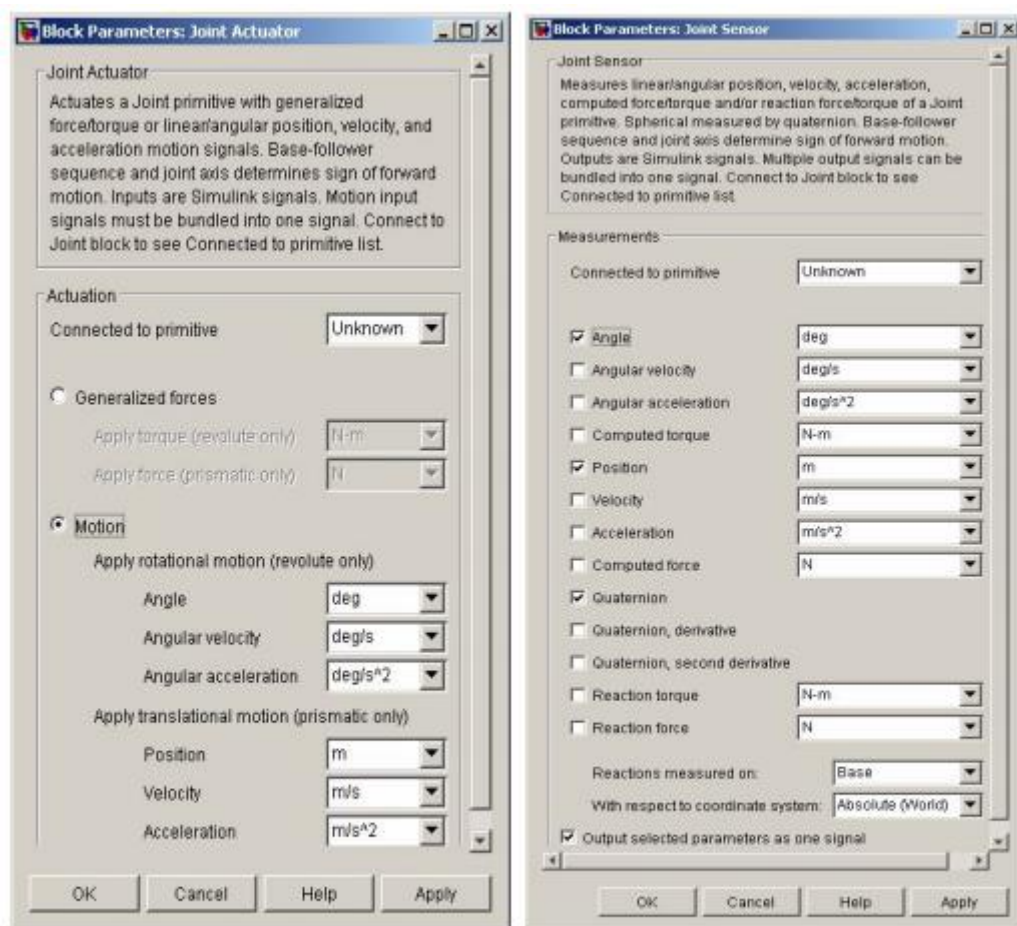 Block Parameters: Joint Actuator
Joint Actuator
Actuates a Joint primitive with generalized
force/torque or linear/angular position, velocity, and
acceleration motion signals. Base-follower
sequence and joint axis determines sign of forward
motion. Inputs are Simulink signals. Motion input
signals must be bundled into one signal. Connect to
Joint block to see Connected to primitive list.
Actuation
Connected to primitive Unknown
Generalized forces
Apply torque (revolute only) N-m
Apply force (prismatic only) N
Motion
Apply rotational motion (revolute only)
Angle deg
Angular velocity deg/s
Angular acceleration deg/s^2
Apply translational motion (prismatic only)
Position m
Velocity m/s
Acceleration m/s^2
OK Cancel Help Apply
Block Parameters: Joint Sensor
Joint Sensor
Measures linear/angular position, velocity, acceleration,
computed force/torque and/or reaction force/torque of a Joint
primitive. Spherical measured by quaternion. Base-follower
sequence and joint axis determine sign of forward motion.
Outputs are Simulink signals. Multiple output signals can be
bundled into one signal. Connect to Joint block to see
Connected to primitive list.
Measurements
Connected to primitive Unknown
Angle deg
Angular velocity deg/s
Angular acceleration deg/s^2
Computed torque N-m
Position m
Velocity m/s
Acceleration m/s^2
Computed force N
Quaternion
Quaternion, derivative
Quaternion, second derivative
Reaction torque N-m
Reaction force N
Reactions measured on: Base
With respect to coordinate system: Absolute (World)
Output selected parameters as one signal
OK Cancel Help Apply